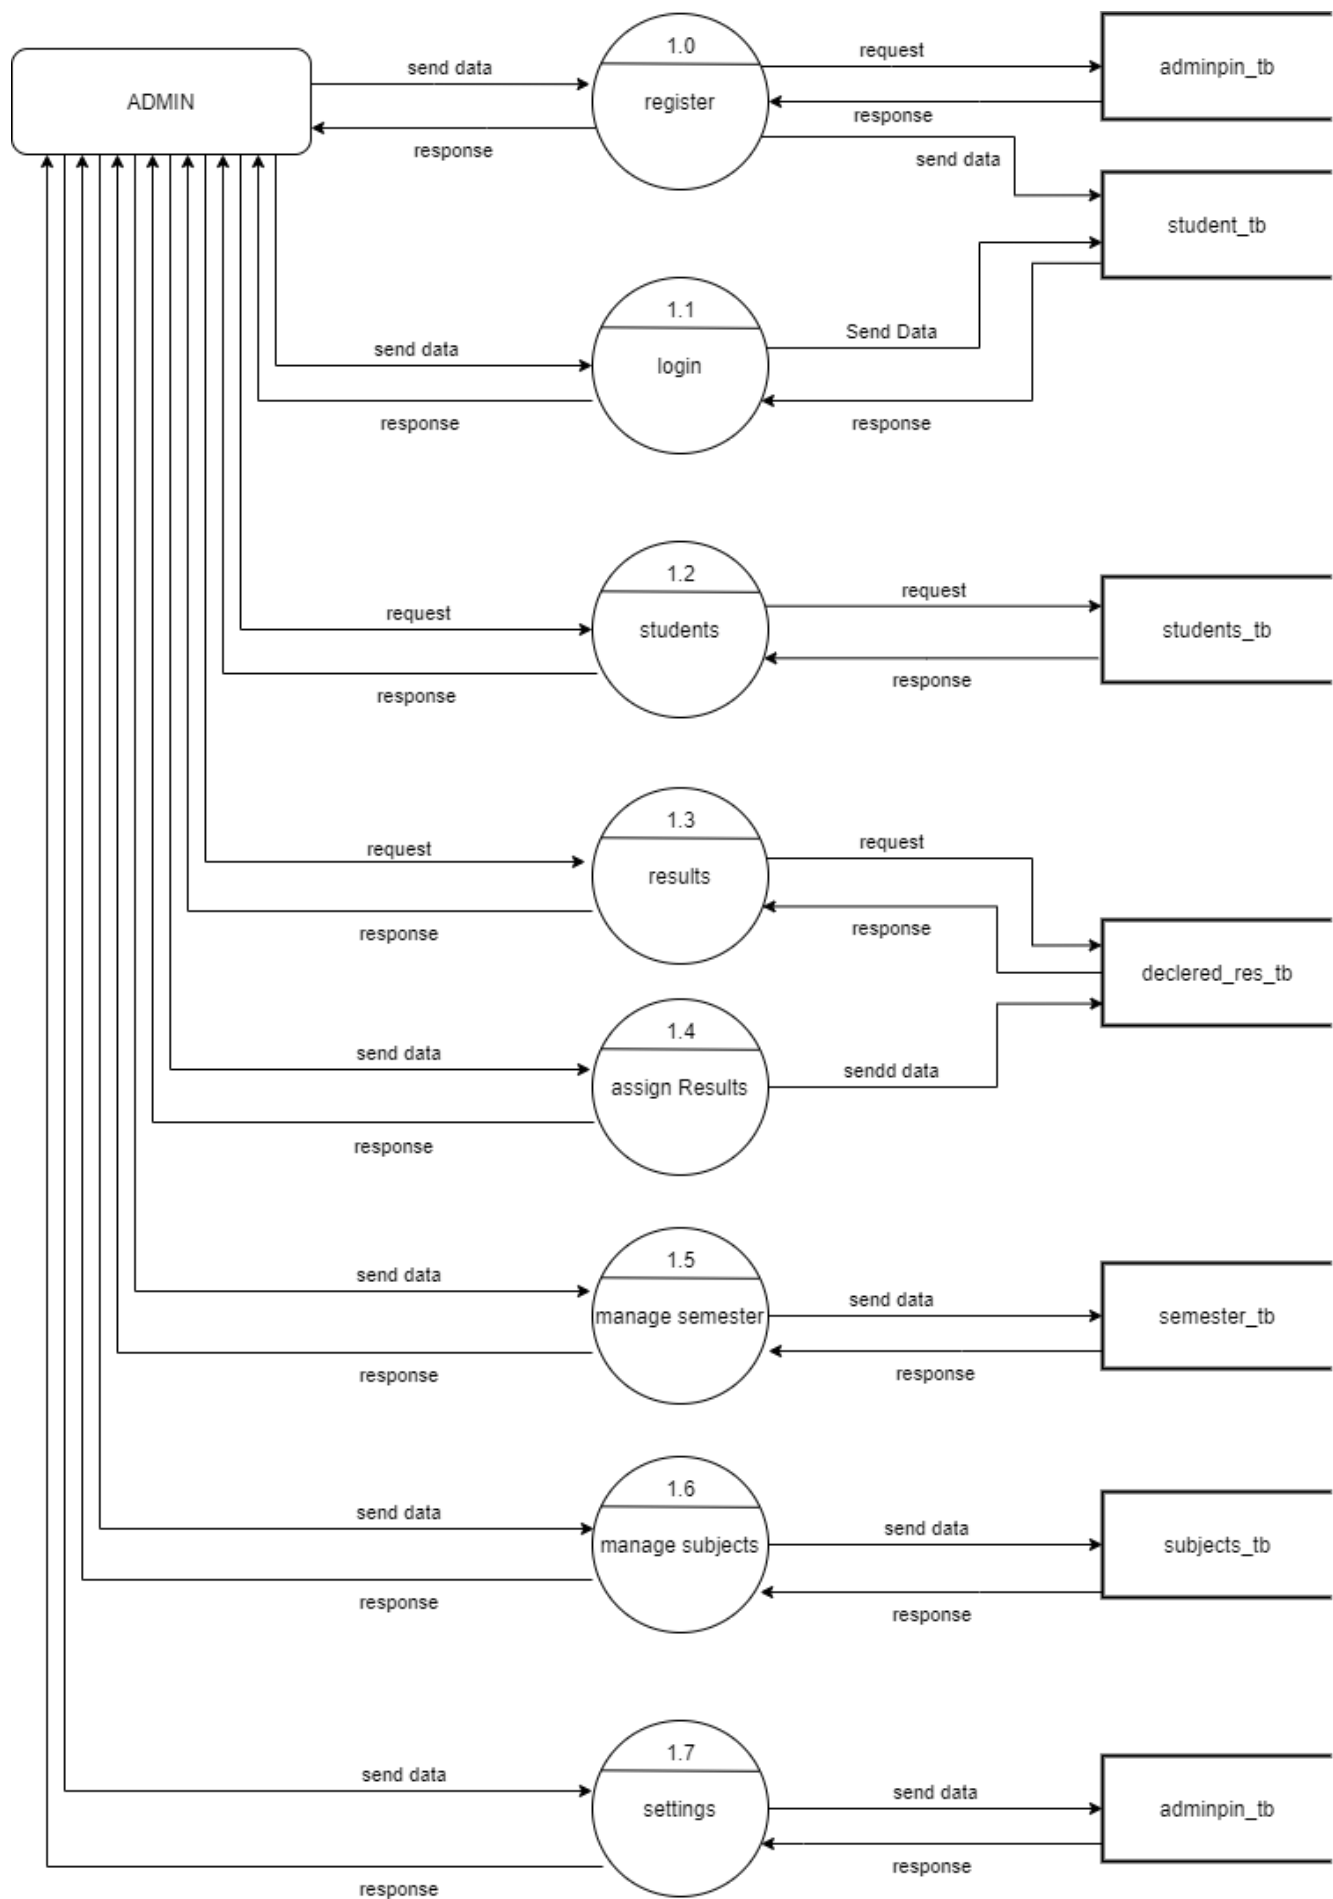 1.0
request
adminpin_tb
send data
ADMIN
register
response
response
send data
student_tb
1.1
Send Data
send data
login
response
response
1.2
request
request
students
students_tb
response
response
1.3
request
request
results
response
response
declered_res_tb
1.4
send data
sendd data
assign Results
response
1.5
send data
send data
manage semester
semester_tb
response
response
1.6
send data
send data
manage subjects
subjects_tb
response
response
1.7
send data
send data
settings
adminpin_tb
response
response